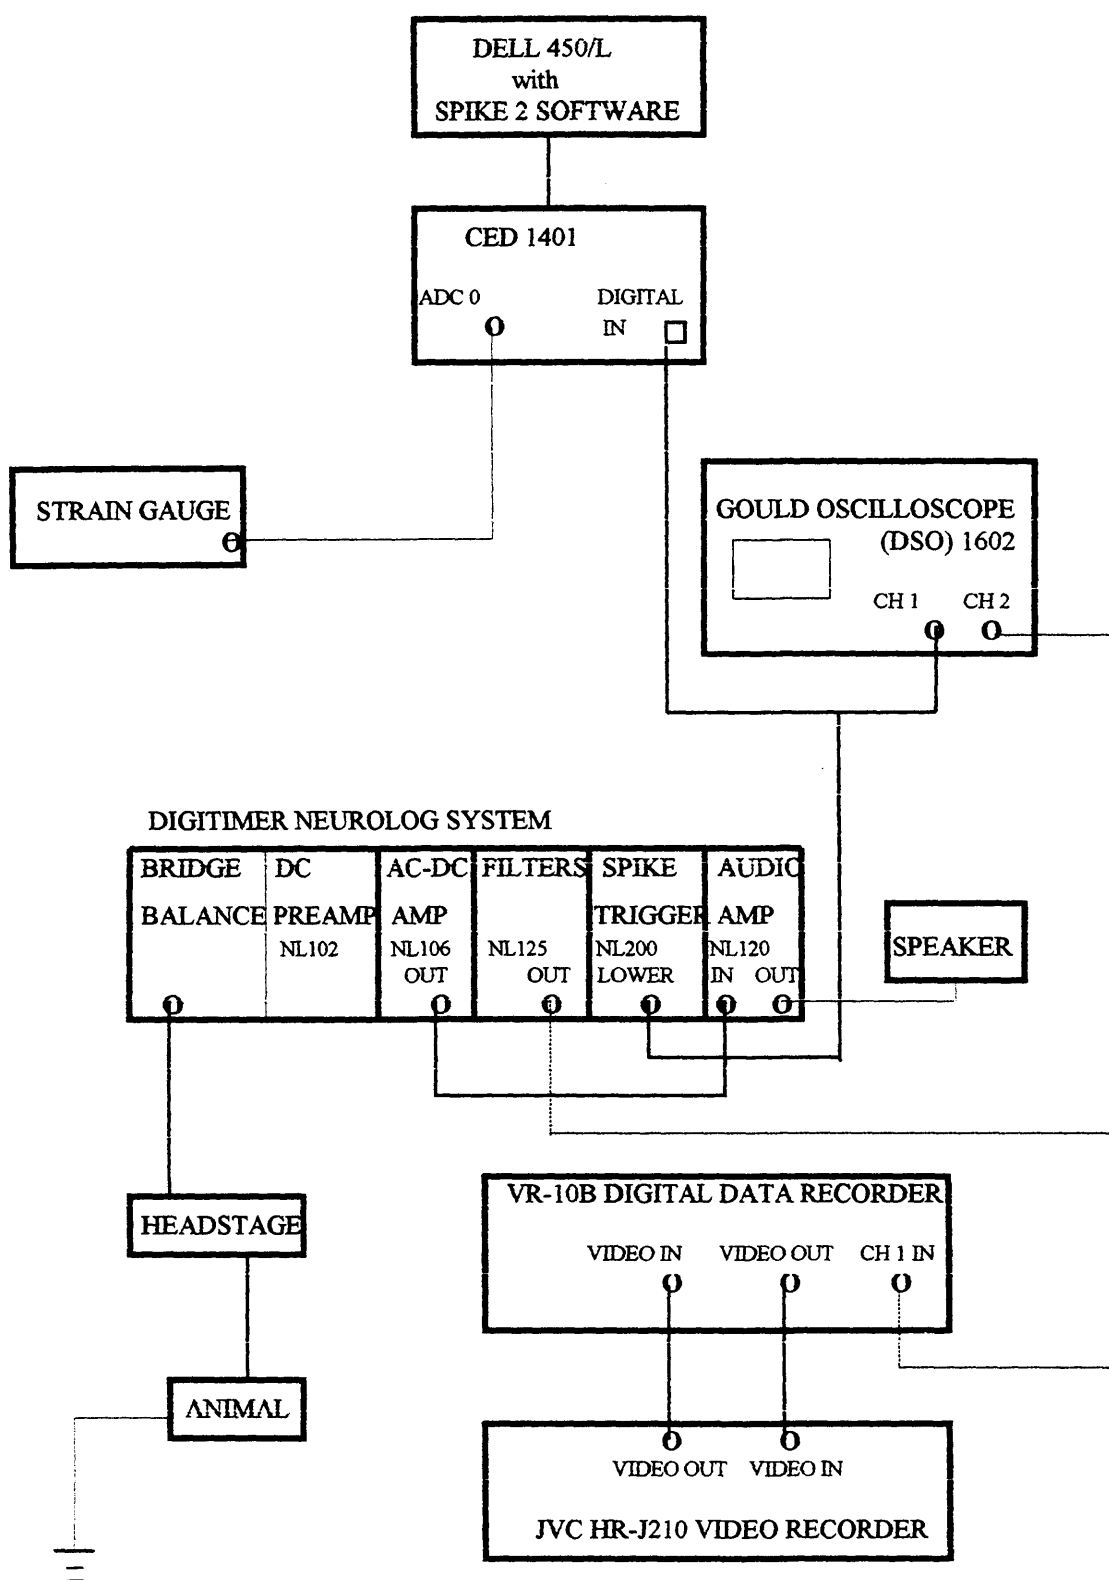 DELL 450/L
with
SPIKE 2 SOFTWARE
CED 1401
ADC 0
DIGITAL
IN
STRAIN GAUGE
GOULD OSCILLOSCOPE
(DSO) 1602
CH 1 CH 2
DIGITIMER NEUROLOG SYSTEM
BRIDGE
BALANCE
DC
PREAMP
NL102
AC-DC
AMP
NL106
OUT
FILTERS
NL125
OUT
SPIKE
TRIGGER
NL200
LOWER
AUDIO
AMP
NL120
IN OUT
SPEAKER
HEADSTAGE
ANIMAL
VR-10B DIGITAL DATA RECORDER
VIDEO IN VIDEO OUT CH 1 IN
VIDEO OUT VIDEO IN
JVC HR-J210 VIDEO RECORDER